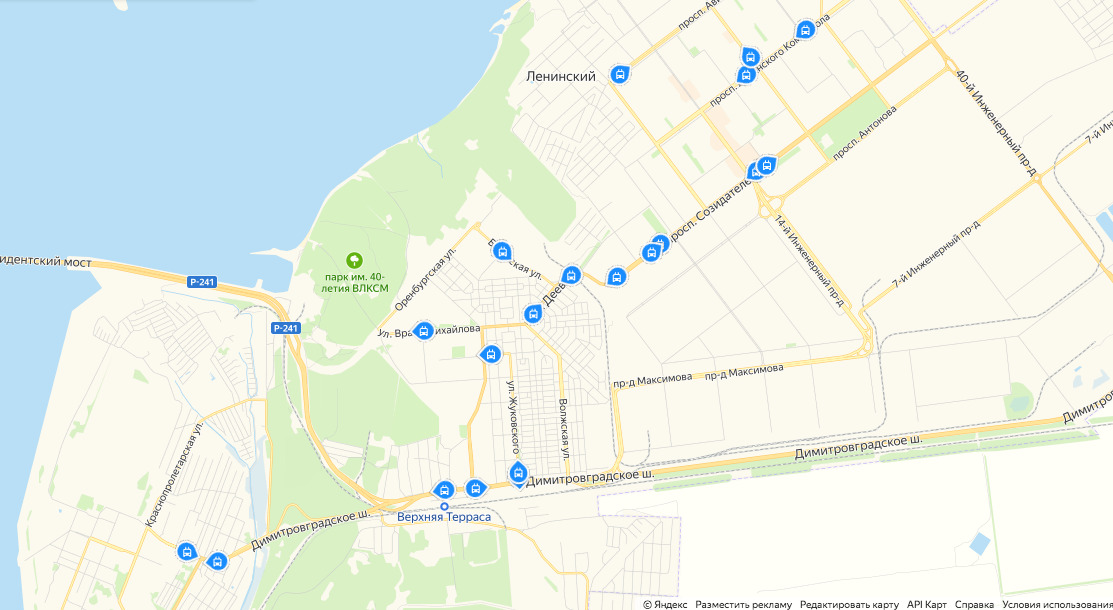 просп. Ави
просп. Ленинского Комсомола
Ленинский
40-й Инженерный пр-д
просп. Антонова
7-й Ин
просп. Созидателе
14-й Инженерный пр-д
7-й Инженерный пр-д
идентский мост
Р-241
парк им. 40-
летия ВЛКСМ
Оренбургская ул.
ская ул.
Деев
Р-241
Ул. Врача Михайлова
пр-д Максимова
пр-д Максимова
ул. Жуковского
Волжская ул.
Димитровг
Краснопролетарская ул.
Димитровградское ш.
Димитровградское ш.
Димитровградское ш.
Верхняя Терраса
© Яндекс Разместить рекламу Редактировать карту API Карт Справка Условия использования